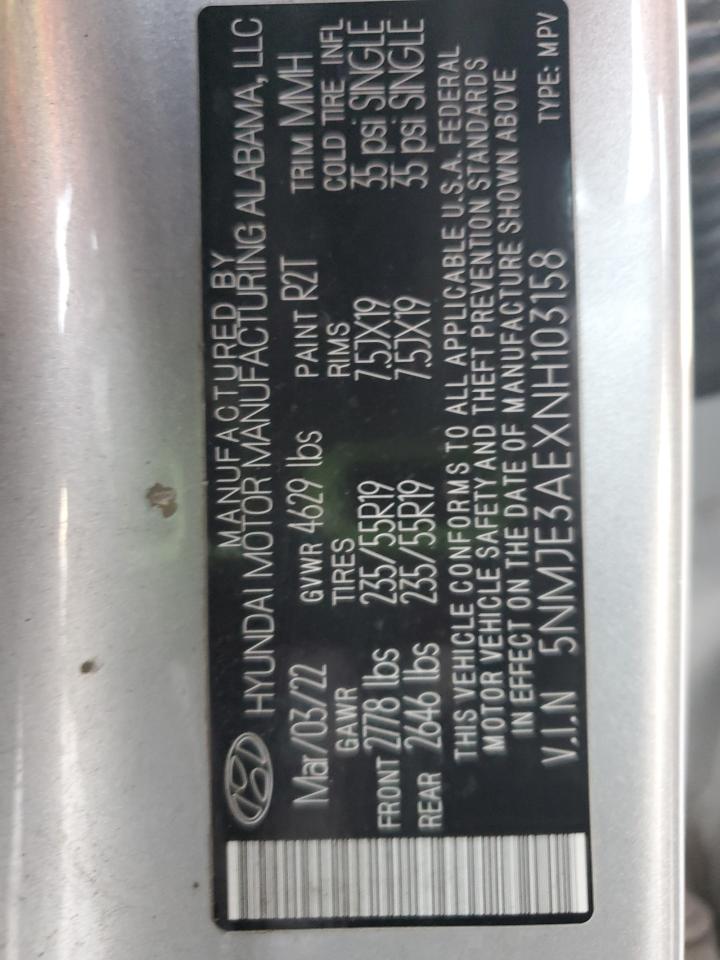 MANUFACTURED BY
HYUNDAI MOTOR MANUFACTURING ALABAMA, LLC
Mar/03/22 GVWR 4629 lbs PAINT R2T TRIM MMH
GAWR TIRES RIMS COLD TIRE INFL
FRONT 2778 lbs 235/55R19 7.5JX19 35 psi SINGLE
REAR 2646 lbs 235/55R19 7.5JX19 35 psi SINGLE
THIS VEHICLE CONFORMS TO ALL APPLICABLE U.S.A. FEDERAL
MOTOR VEHICLE SAFETY AND THEFT PREVENTION STANDARDS
IN EFFECT ON THE DATE OF MANUFACTURE SHOWN ABOVE
V.I.N 5NMJE3AEXNH103158 TYPE: MPV